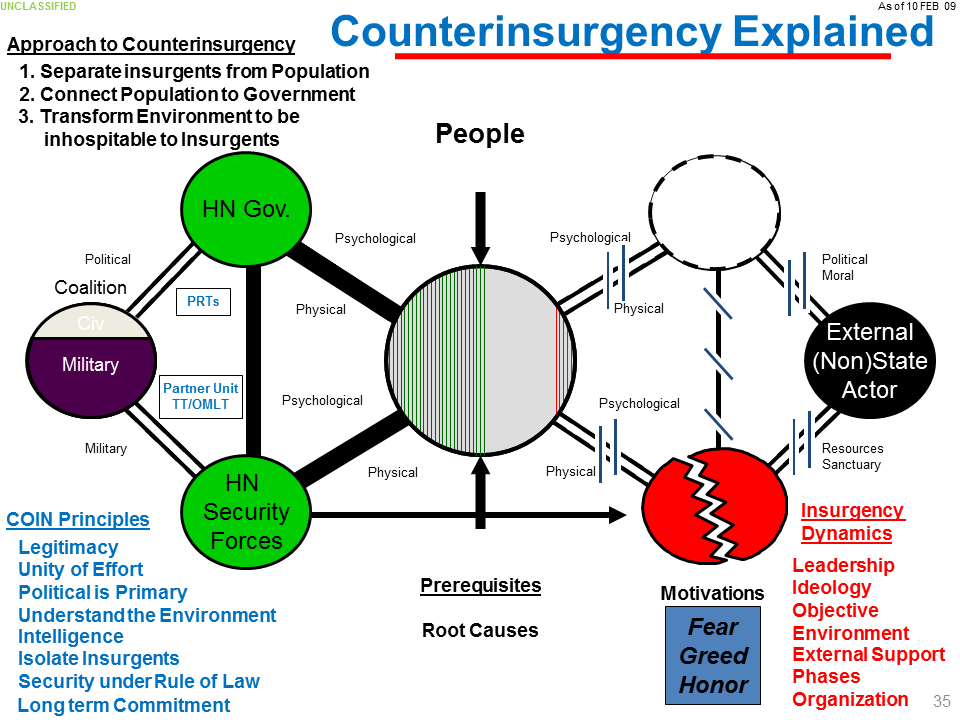 UNCLASSIFIED
As of 10 FEB 09
Counterinsurgency Explained
Approach to Counterinsurgency
1. Separate insurgents from Population
2. Connect Population to Government
3. Transform Environment to be
inhospitable to Insurgents
People
HN Gov.
Psychological
Psychological
Political
Political
Moral
Coalition
PRTs
Physical
Physical
Civ
Military
External
(Non)State
Actor
Partner Unit
TT/OMLT
Psychological
Psychological
Military
Physical
Physical
Resources
Sanctuary
HN
Security
Forces
COIN Principles
Legitimacy
Unity of Effort
Political is Primary
Understand the Environment
Intelligence
Isolate Insurgents
Security under Rule of Law
Long term Commitment
Prerequisites
Root Causes
Motivations
Fear
Greed
Honor
Insurgency
Dynamics
Leadership
Ideology
Objective
Environment
External Support
Phases
Organization
35